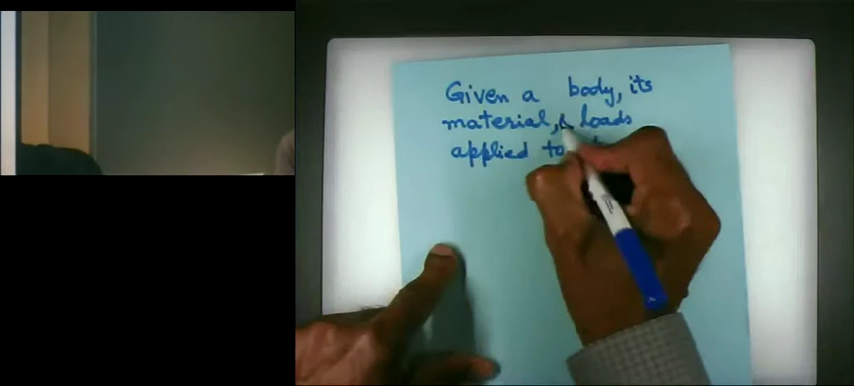 Given a body, its
material, & loads
applied to